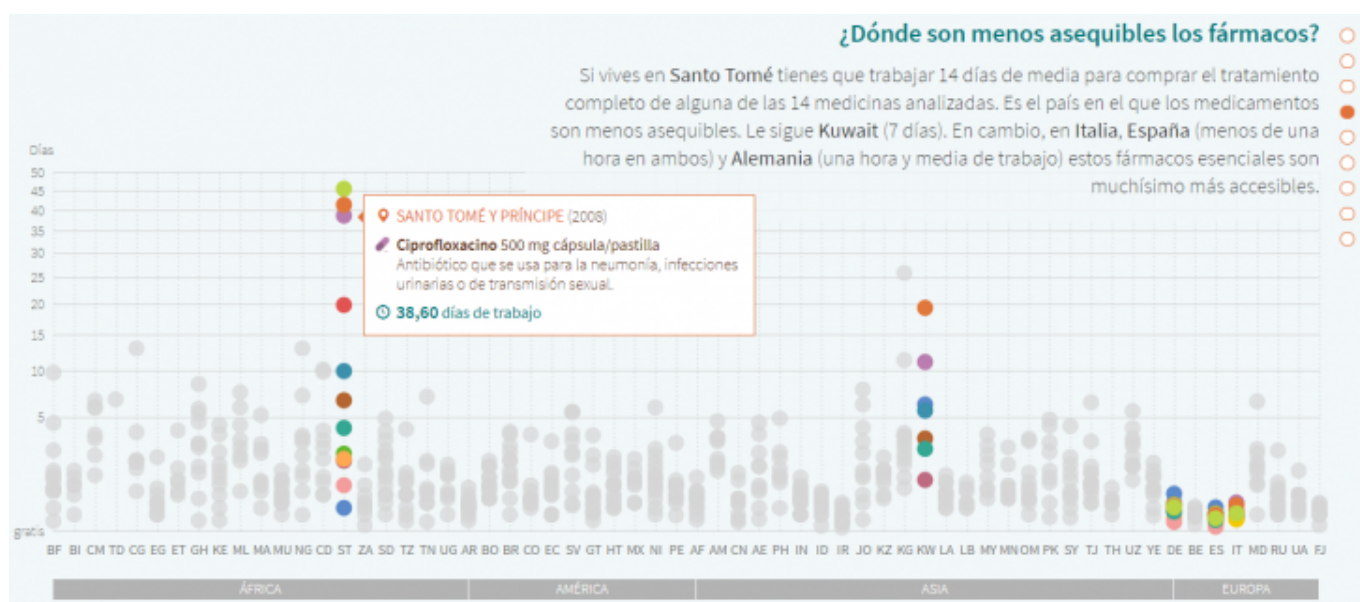 ¿Dónde son menos asequibles los fármacos?
Si vives en Santo Tomé tienes que trabajar 14 días de media para comprar el tratamiento
completo de alguna de las 14 medicinas analizadas. Es el país en el que los medicamentos
son menos asequibles. Le sigue Kuwait (7 días). En cambio, en Italia, España (menos de una
hora en ambos) y Alemania (una hora y media de trabajo) estos fármacos esenciales son
muchísimo más accesibles.
Días
50
45
40
35
30
25
20
15
10
5
gratis
SANTO TOMÉ Y PRÍNCIPE (2008)
Ciprofloxacino 500 mg cápsula/pastilla
Antibiótico que se usa para la neumonía, infecciones
urinarias o de transmisión sexual.
38,60 días de trabajo
BF BI CM TD CG EG ET GH KE ML MA MU NG CD ST ZA SD TZ TN UG AR BO BR CO EC SV GT HT MX NI PE AF AM CN AE PH IN ID IR JO KZ KG KW LA LB MY MN OM PK SY TJ TH UZ YE DE BE ES IT MD RU UA FJ
ÁFRICA AMÉRICA ASIA EUROPA